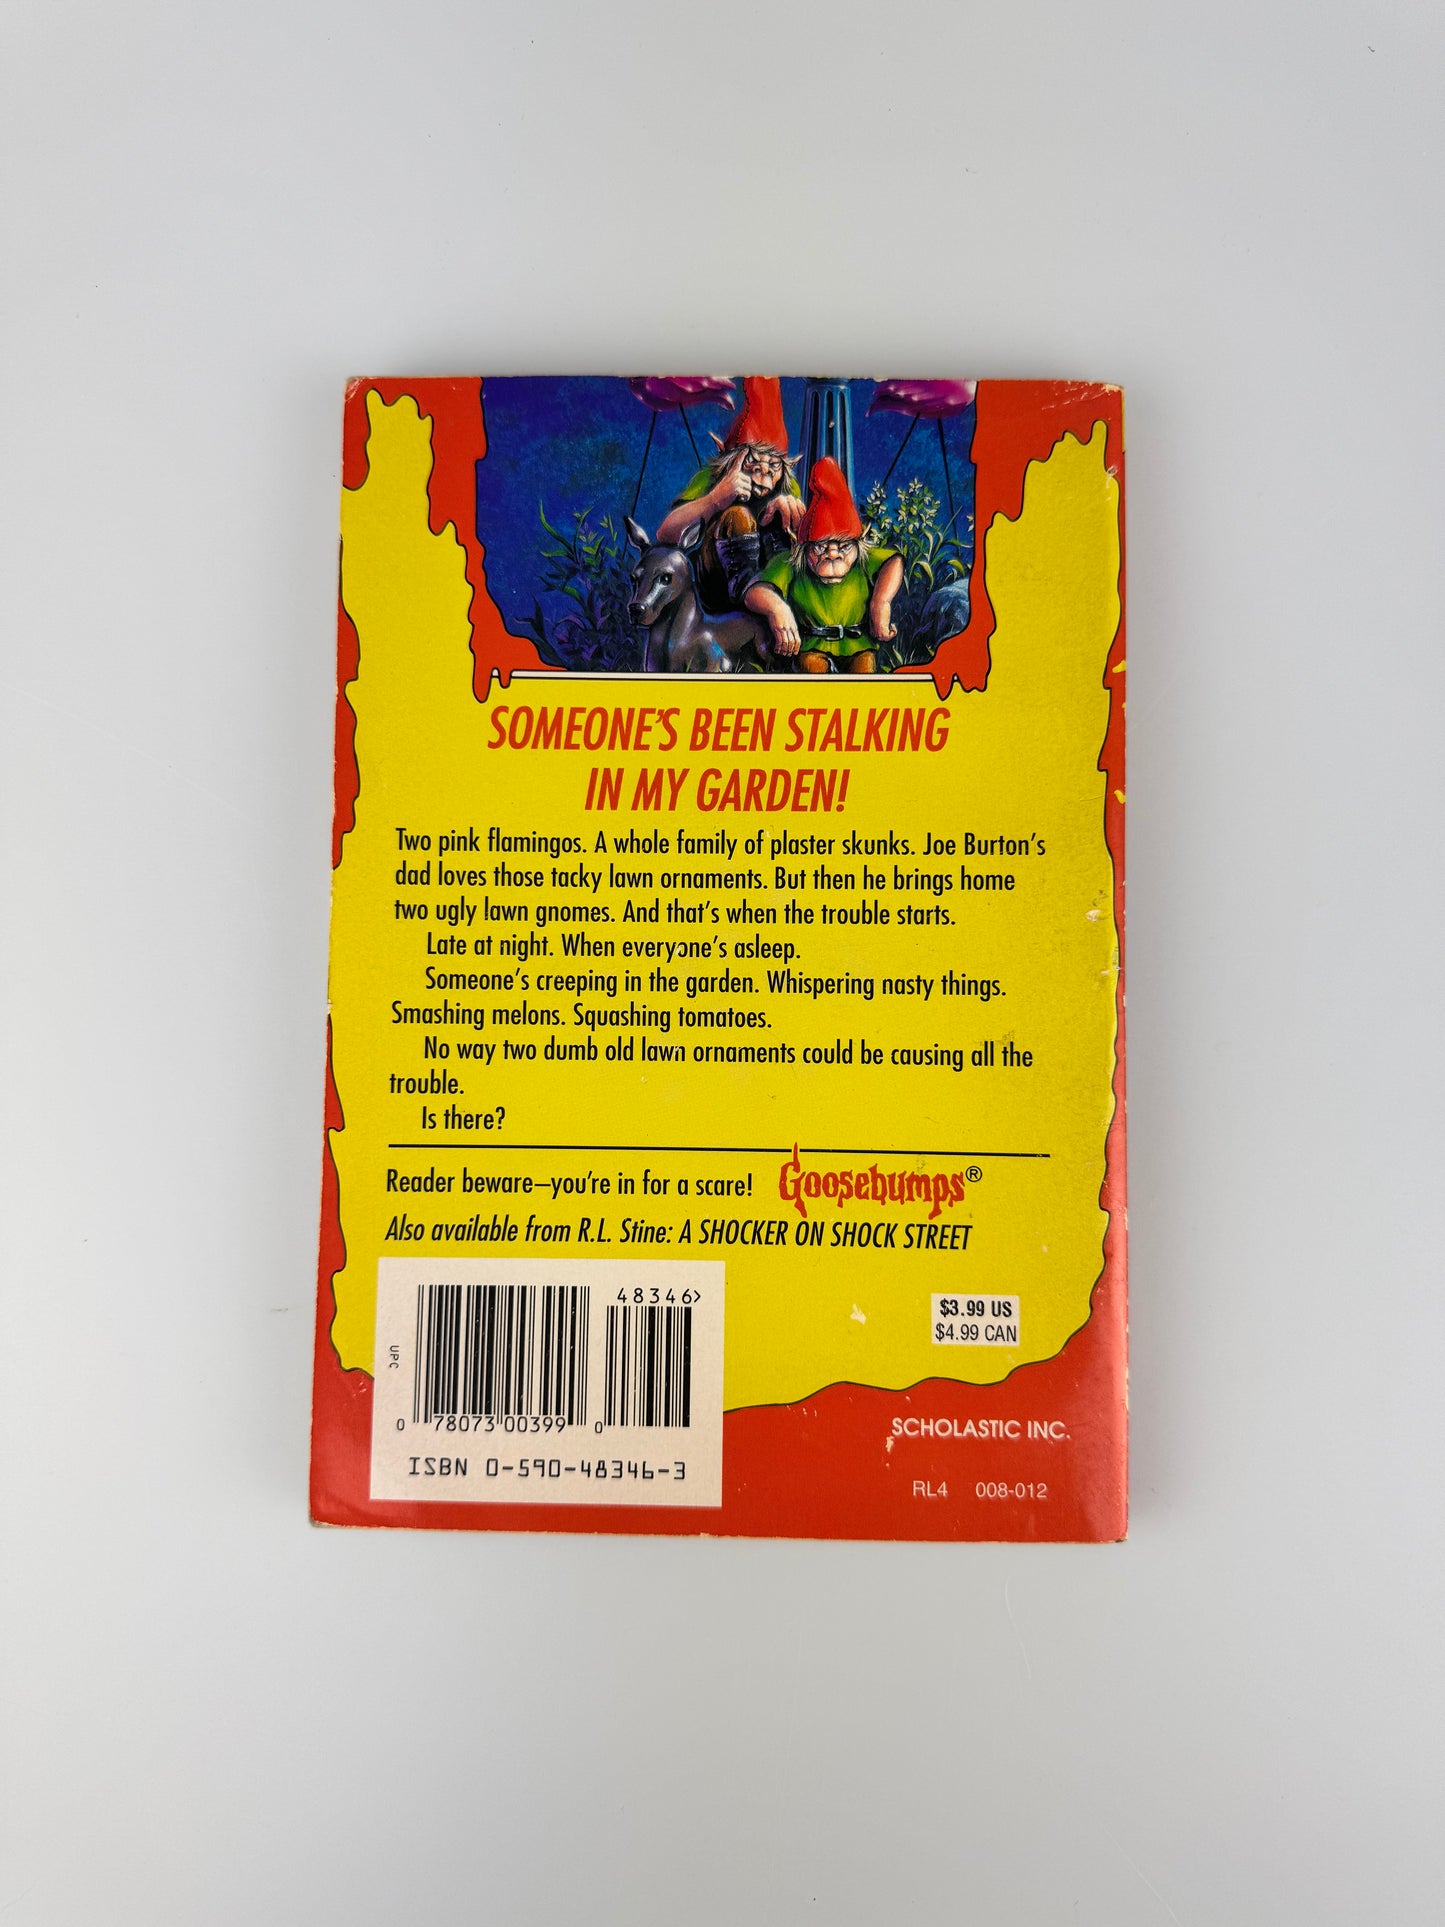 SOMEONE'S BEEN STALKING
IN MY GARDEN!
Two pink flamingos. A whole family of plaster skunks. Joe Burton's
dad loves those tacky lawn ornaments. But then he brings home
two ugly lawn gnomes. And that's when the trouble starts.
Late at night. When everyone's asleep.
Someone's creeping in the garden. Whispering nasty things.
Smashing melons. Squashing tomatoes.
No way two dumb old lawn ornaments could be causing all the
trouble.
Is there?
Reader beware—you're in for a scare! Goosebumps®
Also available from R.L. Stine: A SHOCKER ON SHOCK STREET
48346>
UPC
0 78073 00399 0
ISBN 0-590-48346-3
$3.99 US
$4.99 CAN
SCHOLASTIC INC.
RL4 008-012